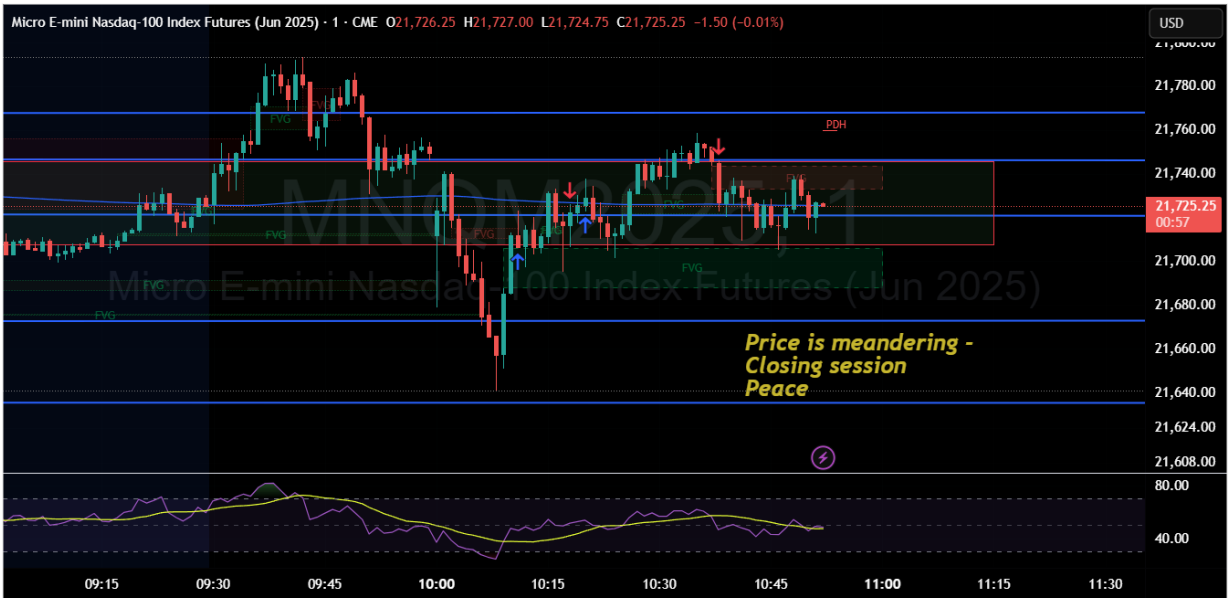 Micro E-mini Nasdaq-100 Index Futures (Jun 2025) · 1 · CME O21,726.25 H21,727.00 L21,724.75 C21,725.25 −1.50 (−0.01%)
USD
21,800.00
21,780.00
21,760.00
21,740.00
21,725.25
00:57
21,700.00
21,680.00
21,660.00
21,640.00
21,624.00
21,608.00
PDH
FVG
FVG
FVG
FVG
FVG
FVG
FVG
FVG
FVG
FVG
MNQM2025, 1
Micro E-mini Nasdaq-100 Index Futures (Jun 2025)
Price is meandering -
Closing session
Peace
80.00
40.00
09:15 09:30 09:45 10:00 10:15 10:30 10:45 11:00 11:15 11:30